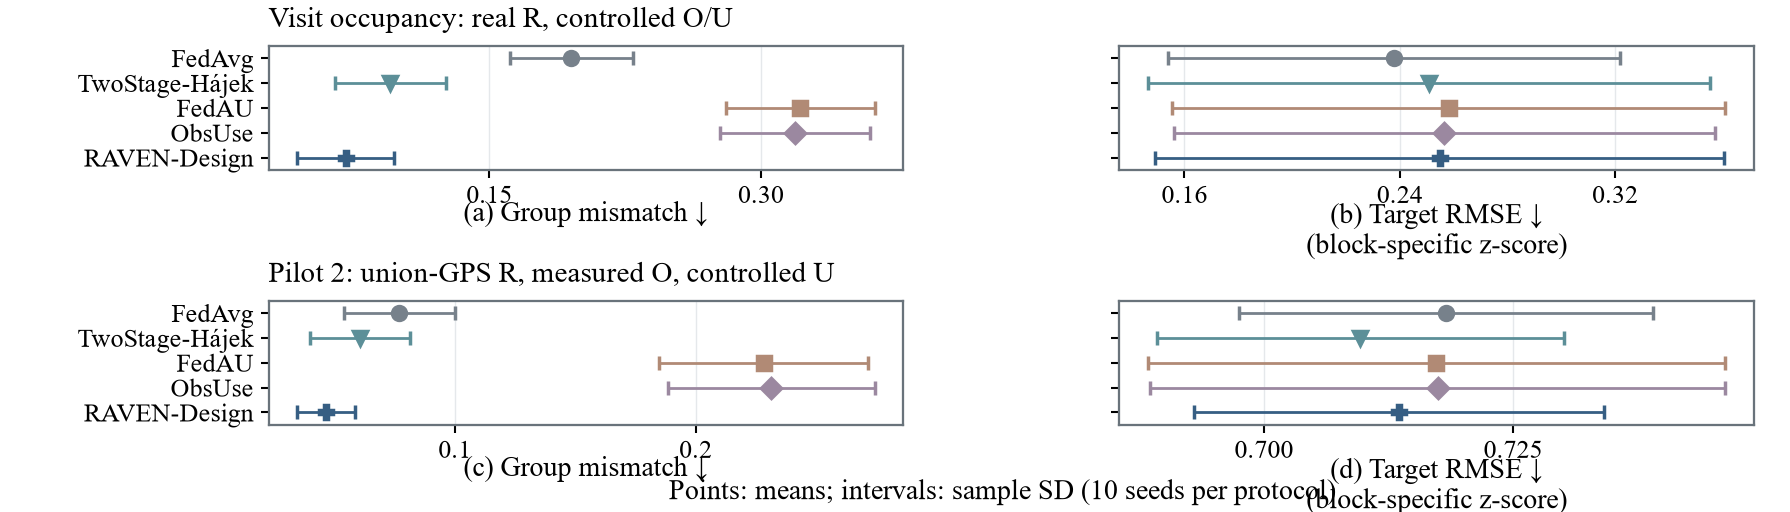 Visit occupancy: real R, controlled O/U
FedAvg
TwoStage-Hájek
FedAU
ObsUse
RAVEN-Design
0.15 0.30
(a) Group mismatch ↓
0.16 0.24 0.32
(b) Target RMSE ↓
(block-specific z-score)
Pilot 2: union-GPS R, measured O, controlled U
FedAvg
TwoStage-Hájek
FedAU
ObsUse
RAVEN-Design
0.1 0.2
(c) Group mismatch ↓
0.700 0.725
(d) Target RMSE ↓
(block-specific z-score)
Points: means; intervals: sample SD (10 seeds per protocol)